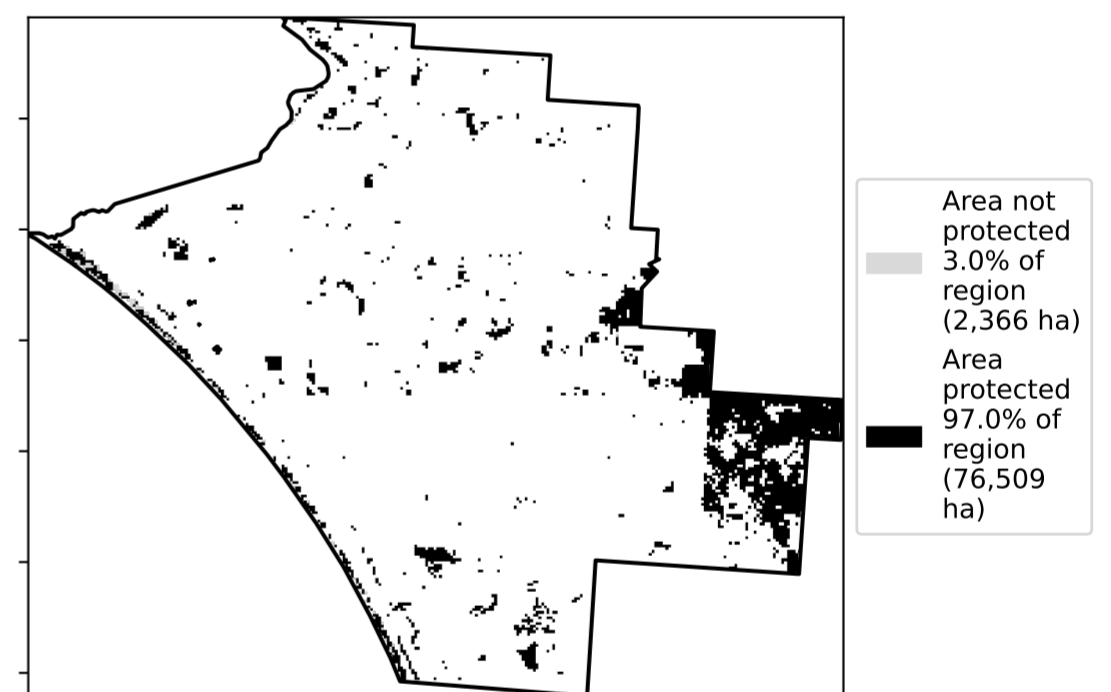 Area not
protected
3.0% of
region
(2,366 ha)
Area
protected
97.0% of
region
(76,509
ha)